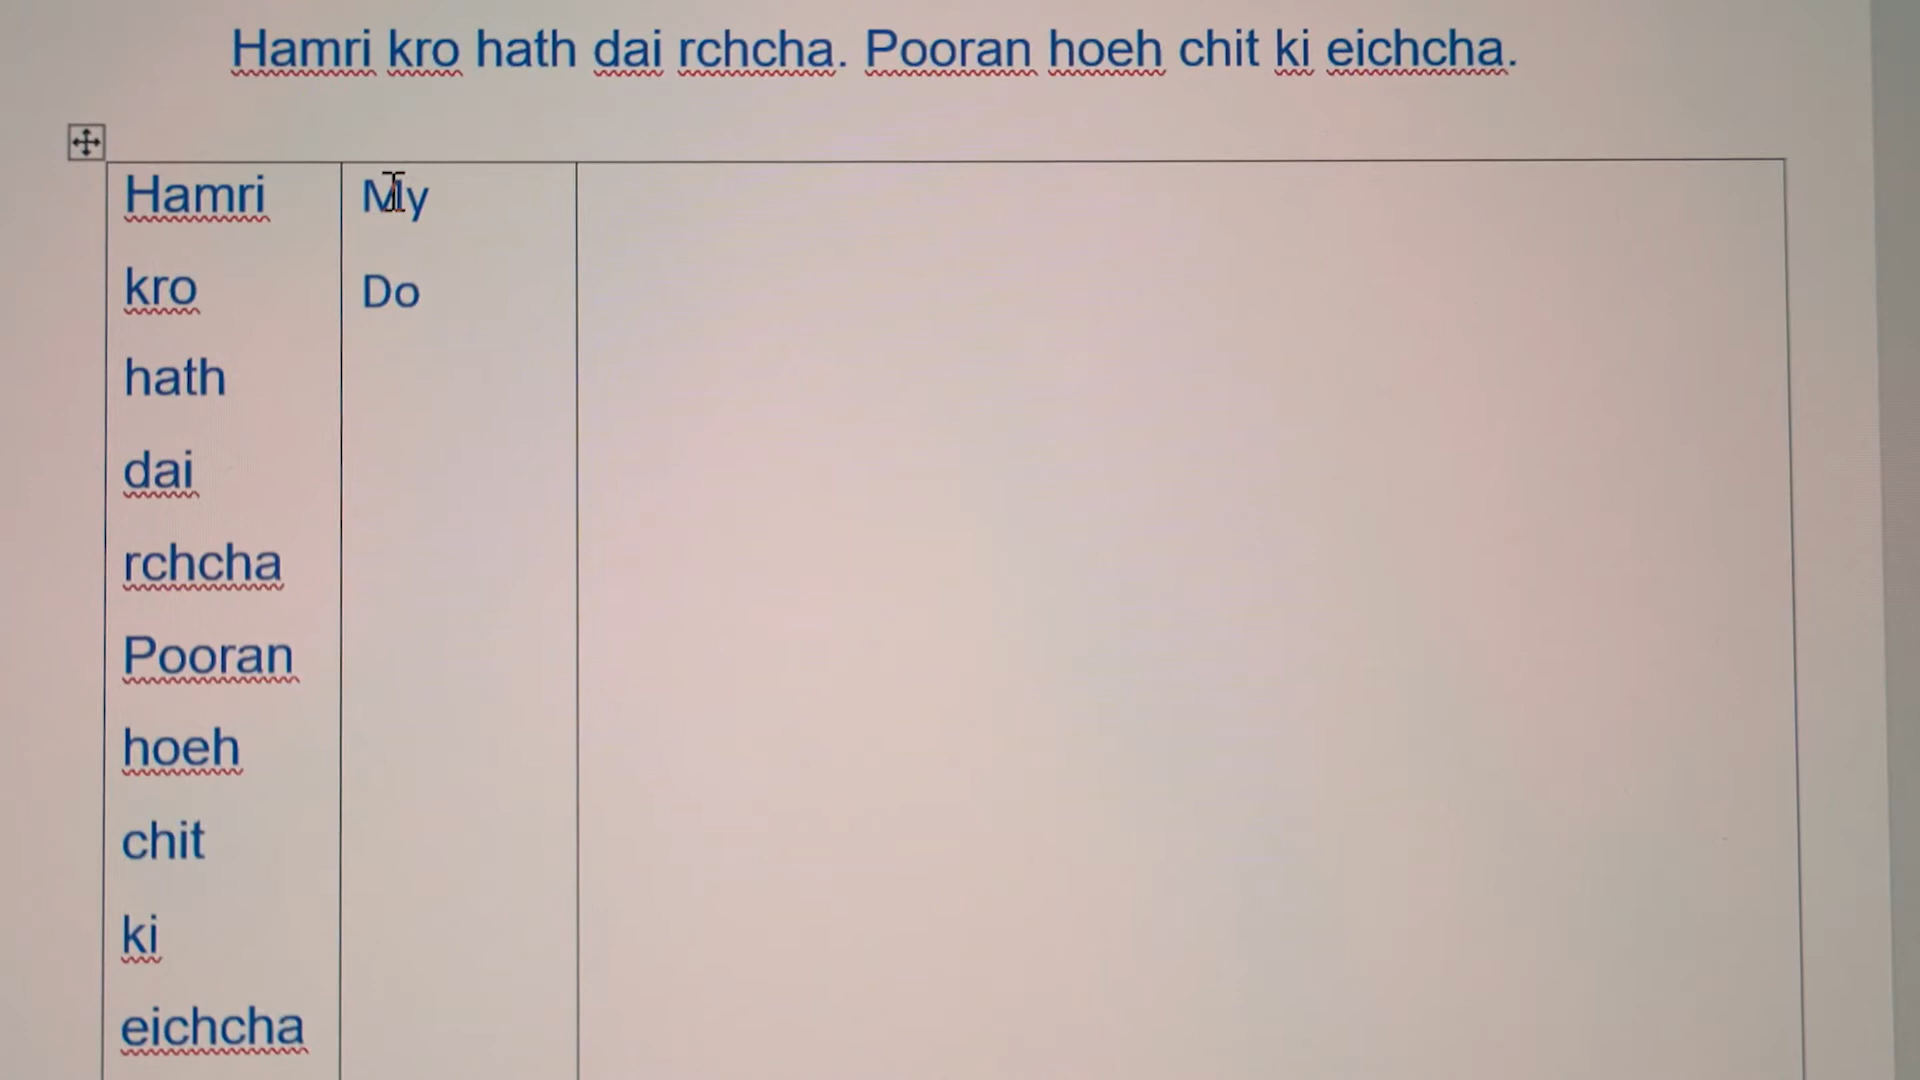 Hamri kro hath dai rchcha. Pooran hoeh chit ki eichcha.
Hamri My
kro Do
hath
dai
rchcha
Pooran
hoeh
chit
ki
eichcha